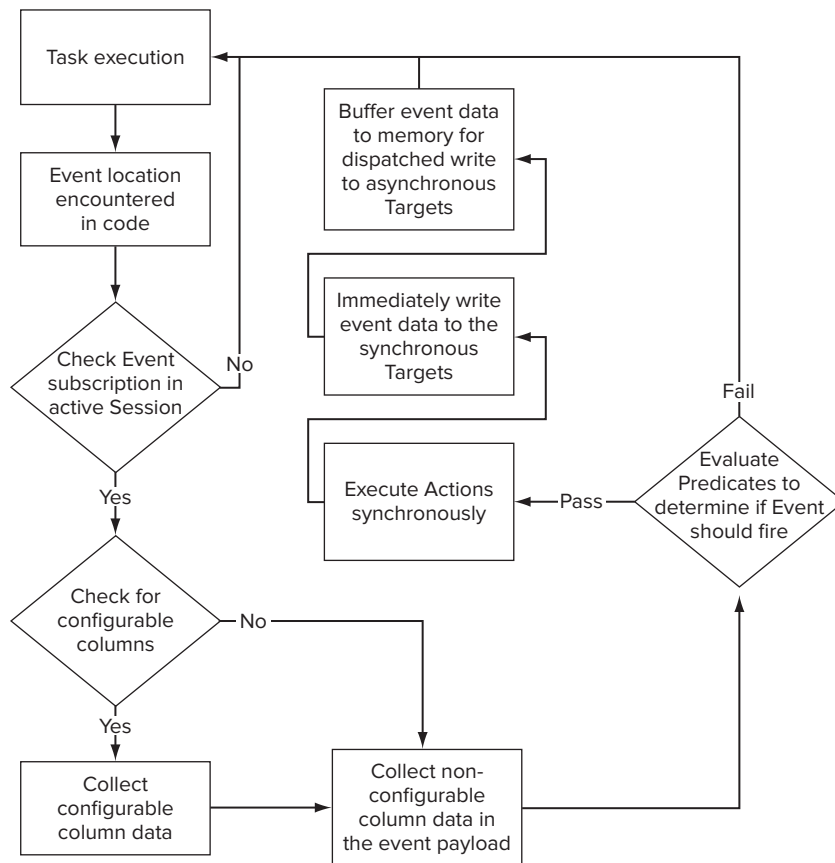 Task execution
Event location
encountered
in code
Check Event
subscription in
active Session
No
Yes
Check for
configurable
columns
No
Yes
Collect
configurable
column data
Collect non-
configurable
column data in
the event payload
Evaluate
Predicates to
determine if Event
should fire
Fail
Pass
Execute Actions
synchronously
Immediately write
event data to the
synchronous
Targets
Buffer event data
to memory for
dispatched write
to asynchronous
Targets